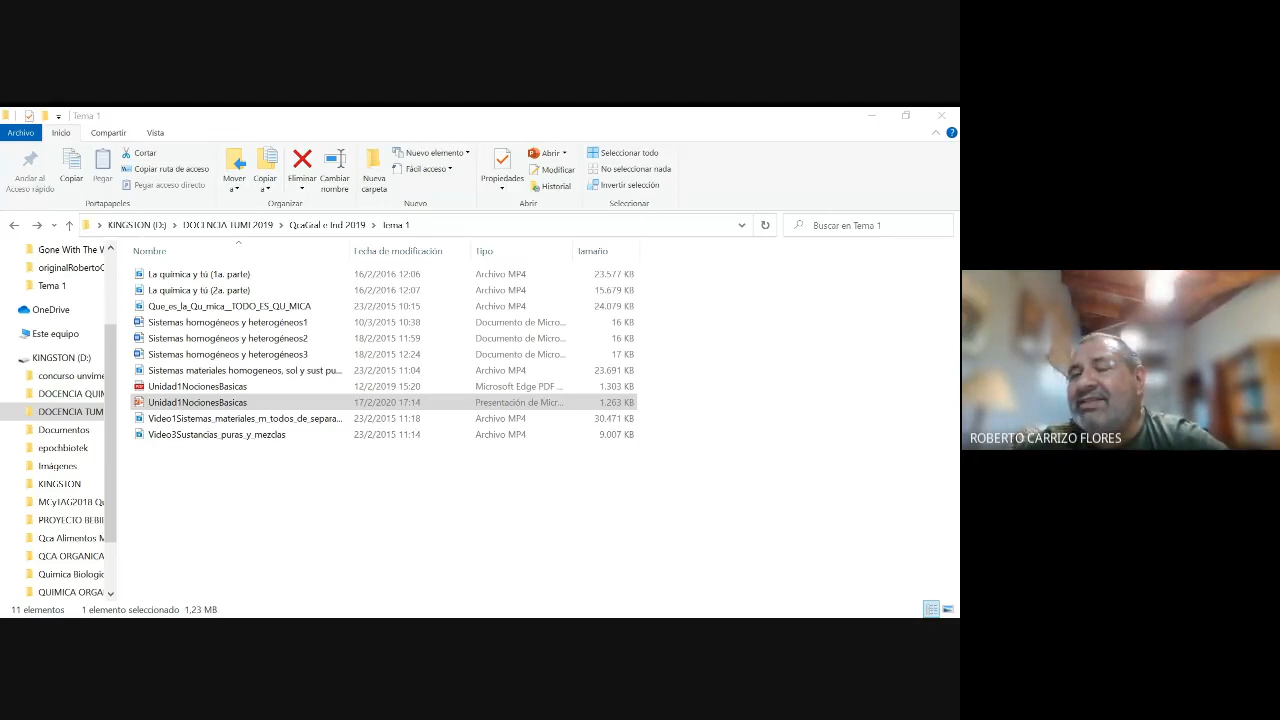 Tema 1
Archivo Inicio Compartir Vista
Andar al Acceso rápido
Copiar
Pegar
Cortar
Copiar ruta de acceso
Pegar acceso directo
Portapapeles
Mover a
Copiar a
Eliminar
Cambiar nombre
Organizar
Nueva carpeta
Nuevo elemento
Fácil acceso
Nuevo
Propiedades
Abrir
Modificar
Historial
Abrir
Seleccionar todo
No seleccionar nada
Invertir selección
Seleccionar
KINGSTON (D:) DOCENCIA TUMI 2019 QcaGral e Ind 2019 Tema 1
Buscar en Tema 1
Gone With The W
originalRobertoC
Tema 1
OneDrive
Este equipo
KINGSTON (D:)
concurso unvime
DOCENCIA QUIM
DOCENCIA TUM
Documentos
epochbiotek
Imágenes
KINGSTON
MCyTAG2018 Qu
PROYECTO BEBI
Qca Alimentos M
QCA ORGANICA
Quimica Biologic
QUIMICA ORGA
Nombre Fecha de modificación Tipo Tamaño
La química y tú (1a. parte) 16/2/2016 12:06 Archivo MP4 23.577 KB
La química y tú (2a. parte) 16/2/2016 12:07 Archivo MP4 15.679 KB
Que_es_la_Qu_mica__TODO_ES_QU_MICA 23/2/2015 10:15 Archivo MP4 24.079 KB
Sistemas homogéneos y heterogéneos1 10/3/2015 10:38 Documento de Micro... 16 KB
Sistemas homogéneos y heterogéneos2 18/2/2015 11:59 Documento de Micro... 16 KB
Sistemas homogéneos y heterogéneos3 18/2/2015 12:24 Documento de Micro... 17 KB
Sistemas materiales homogeneos, sol y sust pu... 23/2/2015 11:04 Archivo MP4 23.691 KB
Unidad1NocionesBasicas 12/2/2019 15:20 Microsoft Edge PDF ... 1.303 KB
Unidad1NocionesBasicas 17/2/2020 17:14 Presentación de Micr... 1.263 KB
Video1Sistemas_materiales_m_todos_de_separa... 23/2/2015 11:18 Archivo MP4 30.471 KB
Video3Sustancias_puras_y_mezclas 23/2/2015 11:14 Archivo MP4 9.007 KB
11 elementos 1 elemento seleccionado 1,23 MB
ROBERTO CARRIZO FLORES